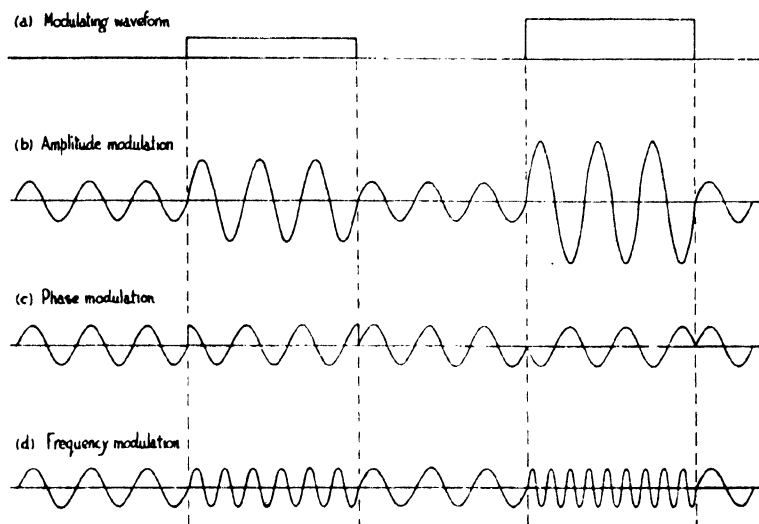 (a) Modulating waveform
(b) Amplitude modulation
(c) Phase modulation
(d) Frequency modulation